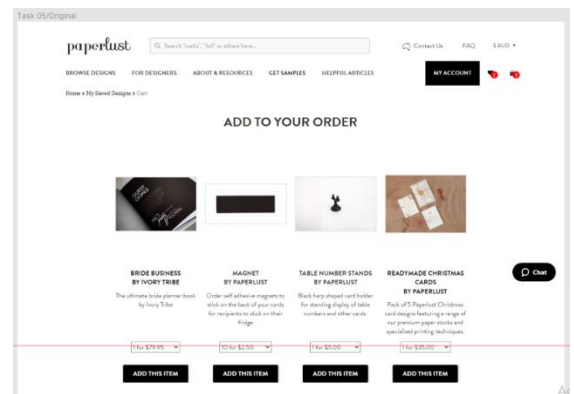 Task 05/Original
paperlust
Search "rustic", "foil" or others here...
Contact Us FAQ $ AUD
BROWSE DESIGNS FOR DESIGNERS ABOUT & RESOURCES GET SAMPLES HELPFUL ARTICLES MY ACCOUNT
Home > My Saved Designs > Cart
ADD TO YOUR ORDER
BRIDE BUSINESS
BY IVORY TRIBE
The ultimate bride planner book
by Ivory Tribe
1 for $79.95
ADD THIS ITEM
MAGNET
BY PAPERLUST
Order self adhesive magnets to
stick on the back of your cards
for recipients to stick on their
fridge
10 for $2.50
ADD THIS ITEM
TABLE NUMBER STANDS
BY PAPERLUST
Black harp shaped card holder
for standing display of table
numbers and other cards.
1 for $5.00
ADD THIS ITEM
READYMADE CHRISTMAS
CARDS
BY PAPERLUST
Pack of 5 Paperlust Christmas
card designs featuring a range of
our premium paper stocks and
specialised printing techniques.
1 for $35.00
ADD THIS ITEM
Chat